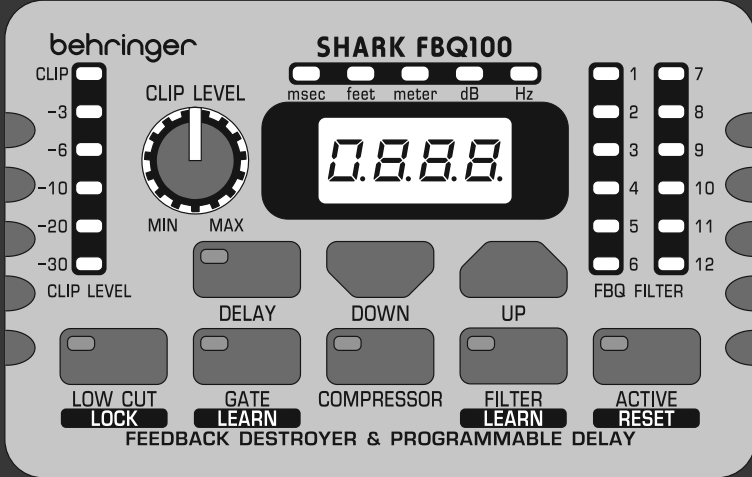 behringer
SHARK FBQ100
CLIP
-3
-6
-10
-20
-30
CLIP LEVEL
CLIP LEVEL
MIN MAX
msec feet meter dB Hz
0.8.8.8.
1
2
3
4
5
6
7
8
9
10
11
12
FBQ FILTER
DELAY
DOWN
UP
LOW CUT
LOCK
GATE
LEARN
COMPRESSOR
FILTER
LEARN
ACTIVE
RESET
FEEDBACK DESTROYER & PROGRAMMABLE DELAY